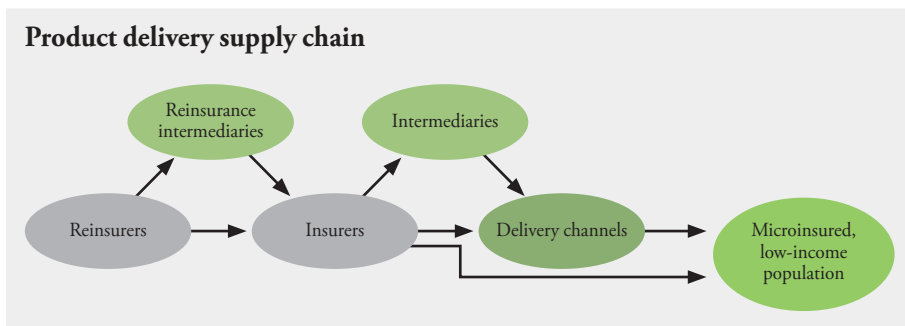 Product delivery supply chain
Reinsurance
intermediaries
Intermediaries
Reinsurers
Insurers
Delivery channels
Microinsured,
low-income
population